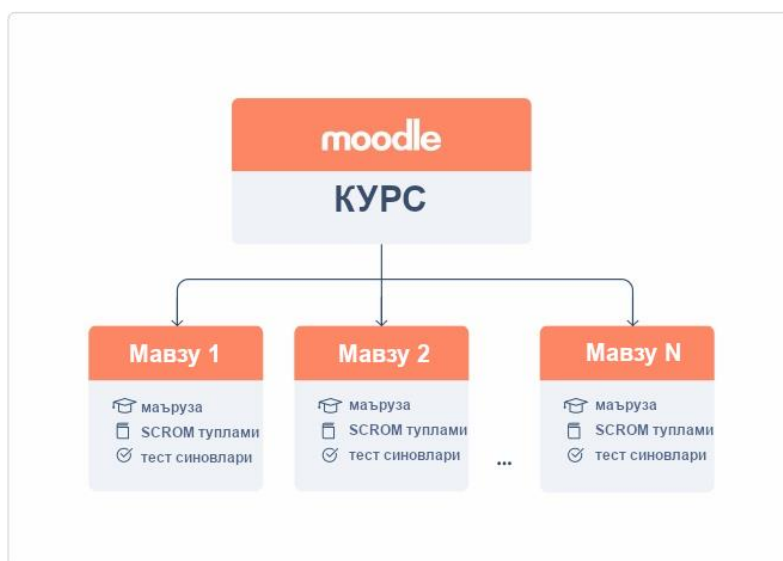 moodle
КУРС
Мавзу 1
маъруза
SCROM туплами
тест синовлари
Мавзу 2
маъруза
SCROM туплами
тест синовлари
...
Мавзу N
маъруза
SCROM туплами
тест синовлари